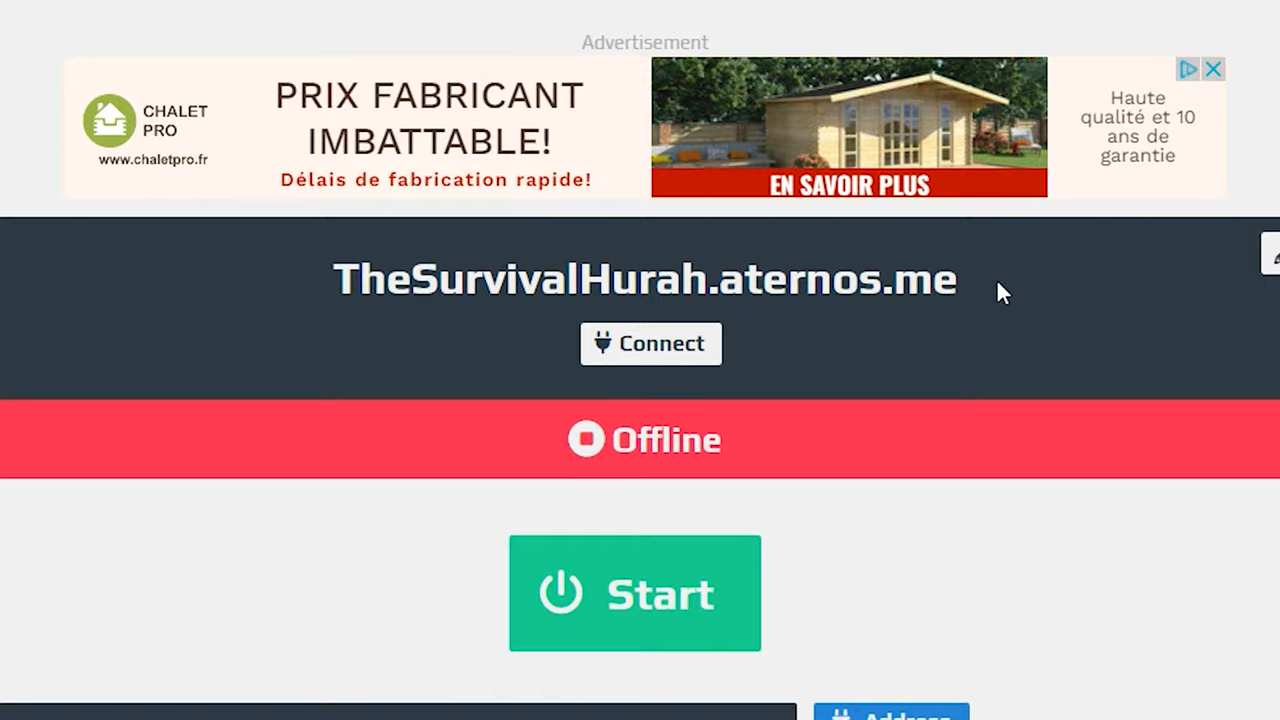 Advertisement
CHALET
PRO
www.chaletpro.fr
PRIX FABRICANT
IMBATTABLE!
Délais de fabrication rapide!
EN SAVOIR PLUS
Haute
qualité et 10
ans de
garantie
TheSurvivalHurah.aternos.me
Connect
Offline
Start
Address